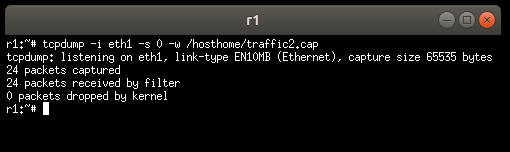 r1
r1:~# tcpdump -i eth1 -s 0 -w /hosthome/traffic2.cap
tcpdump: listening on eth1, link-type EN10MB (Ethernet), capture size 65535 bytes
24 packets captured
24 packets received by filter
0 packets dropped by kernel
r1:~#